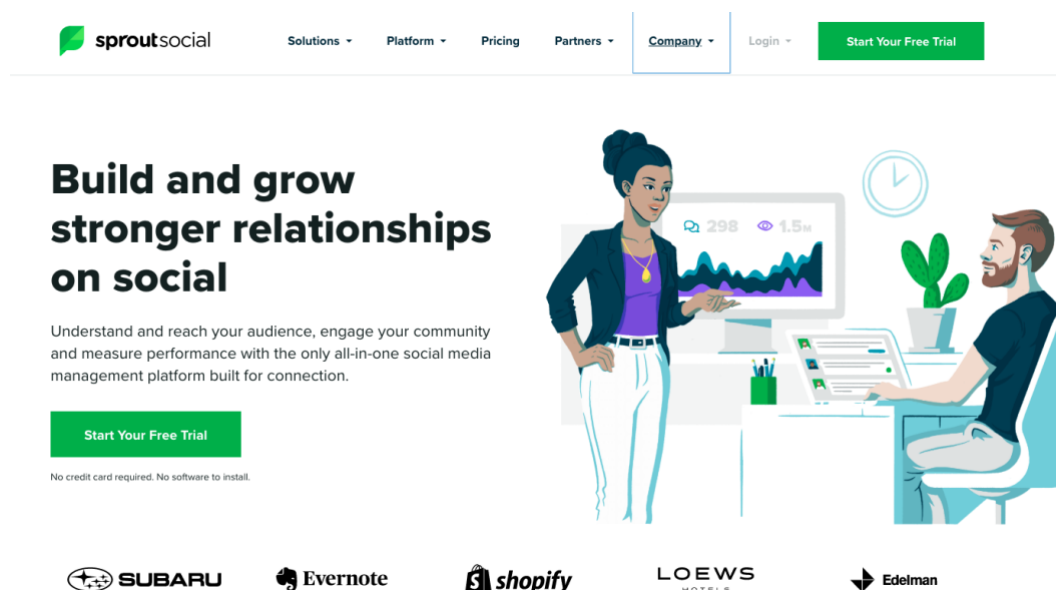 sproutsocial
Solutions
Platform
Pricing
Partners
Company
Login
Start Your Free Trial
Build and grow
stronger relationships
on social
Understand and reach your audience, engage your community
and measure performance with the only all-in-one social media
management platform built for connection.
Start Your Free Trial
No credit card required. No software to install.
298
1.5M
SUBARU
Evernote
shopify
LOEWS
HOTELS
Edelman